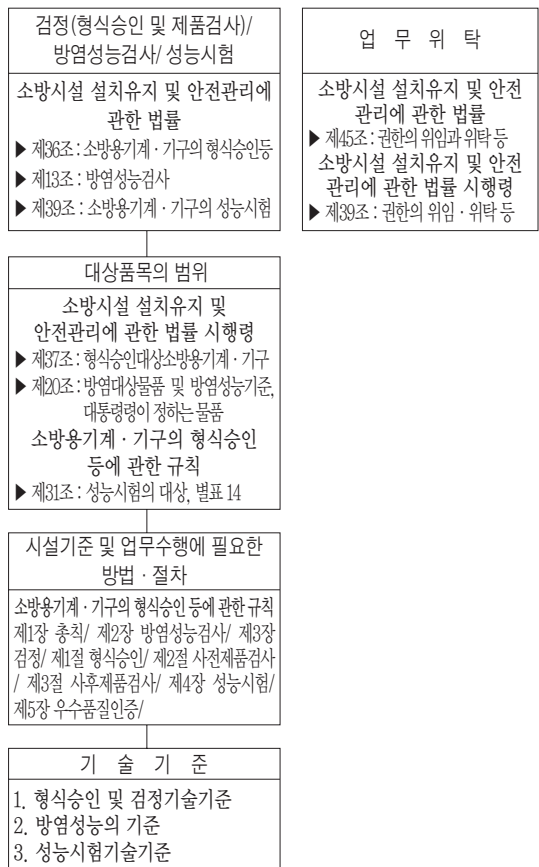 검정(형식승인 및 제품검사)/
방염성능검사/ 성능시험
소방시설 설치유지 및 안전관리에
관한 법률
▶ 제36조 : 소방용기계 · 기구의 형식승인등
▶ 제13조 : 방염성능검사
▶ 제39조 : 소방용기계 · 기구의 성능시험
업 무 위 탁
소방시설 설치유지 및 안전
관리에 관한 법률
▶ 제45조 : 권한의 위임과 위탁 등
소방시설 설치유지 및 안전
관리에 관한 법률 시행령
▶ 제39조 : 권한의 위임 · 위탁 등
대상품목의 범위
소방시설 설치유지 및
안전관리에 관한 법률 시행령
▶ 제37조 : 형식승인대상소방용기계 · 기구
▶ 제20조 : 방염대상물품 및 방염성능기준,
대통령령이 정하는 물품
소방용기계 · 기구의 형식승인
등에 관한 규칙
▶ 제31조 : 성능시험의 대상, 별표 14
시설기준 및 업무수행에 필요한
방법 · 절차
소방용기계 · 기구의 형식승인 등에 관한 규칙
제1장 총칙/ 제2장 방염성능검사/ 제3장
검정/ 제1절 형식승인/ 제2절 사전제품검사
/ 제3절 사후제품검사/ 제4장 성능시험/
제5장 우수품질인증/
기 술 기 준
1. 형식승인 및 검정기술기준
2. 방염성능의 기준
3. 성능시험기술기준